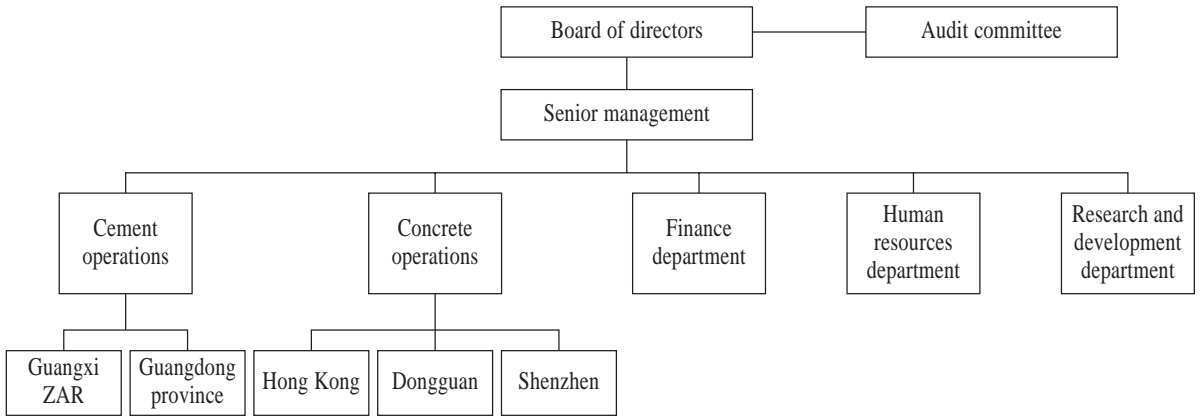 Board of directors
Audit committee
Senior management
Cement
operations
Concrete
operations
Finance
department
Human
resources
department
Research and
development
department
Guangxi
ZAR
Guangdong
province
Hong Kong
Dongguan
Shenzhen